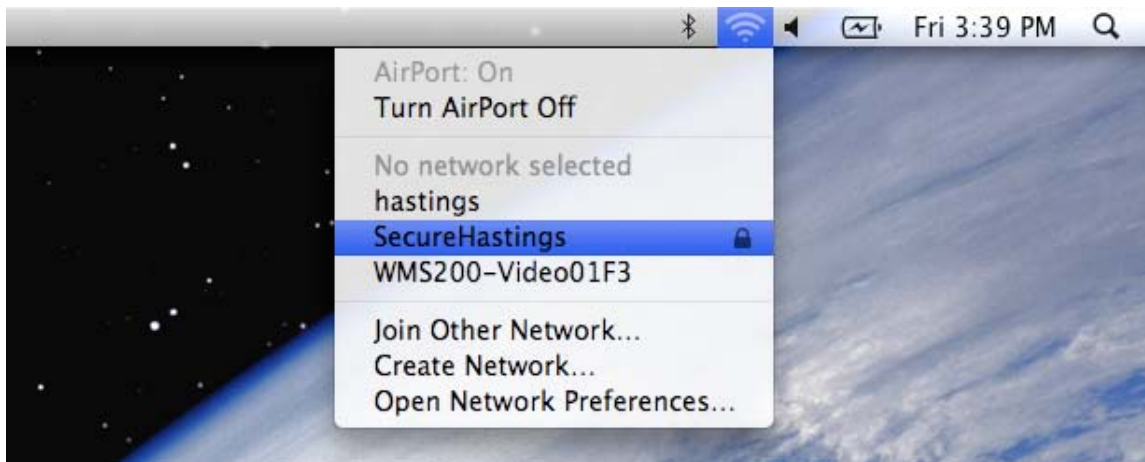 Fri 3:39 PM
AirPort: On
Turn AirPort Off
No network selected
hastings
SecureHastings
WMS200-Video01F3
Join Other Network...
Create Network...
Open Network Preferences...